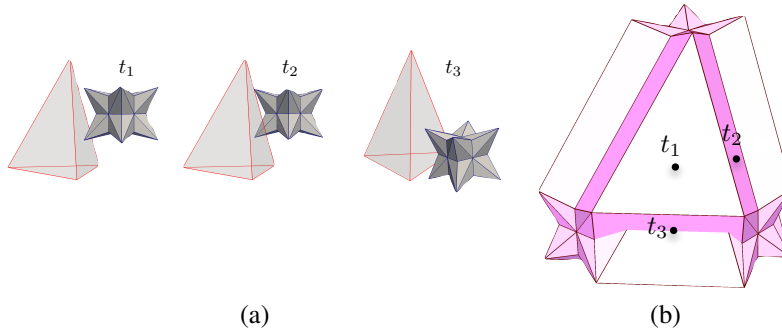 t₁ t₂ t₃
t₁
t₂
t₃
(a) (b)